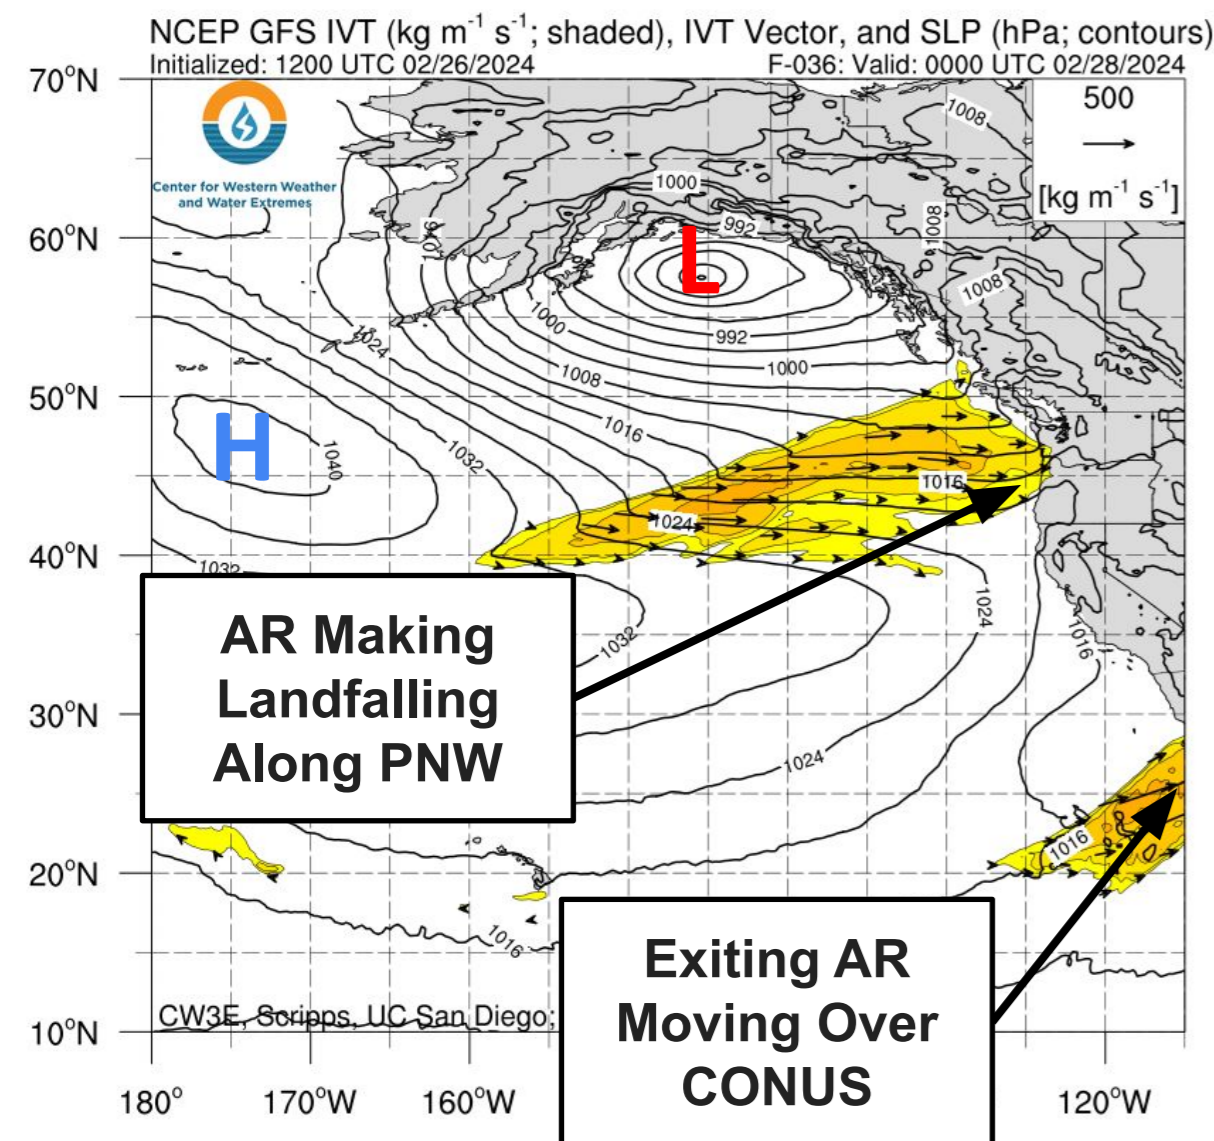 NCEP GFS IVT (kg m⁻¹ s⁻¹; shaded), IVT Vector, and SLP (hPa; contours)
Initialized: 1200 UTC 02/26/2024
F-036: Valid: 0000 UTC 02/28/2024
70°N
500
[kg m⁻¹ s⁻¹]
Center for Western Weather
and Water Extremes
1008
1000
992
1008
1016
60°N
L
1008
1000
992
1024
1000
1008
50°N
1016
H
1040
1032
1016
1024
40°N
1032
1024
1032
1016
AR Making
Landfalling
Along PNW
30°N
1024
1016
20°N
1016
Exiting AR
Moving Over
CONUS
CW3E, Scripps, UC San Diego;
10°N
180°
170°W
160°W
120°W